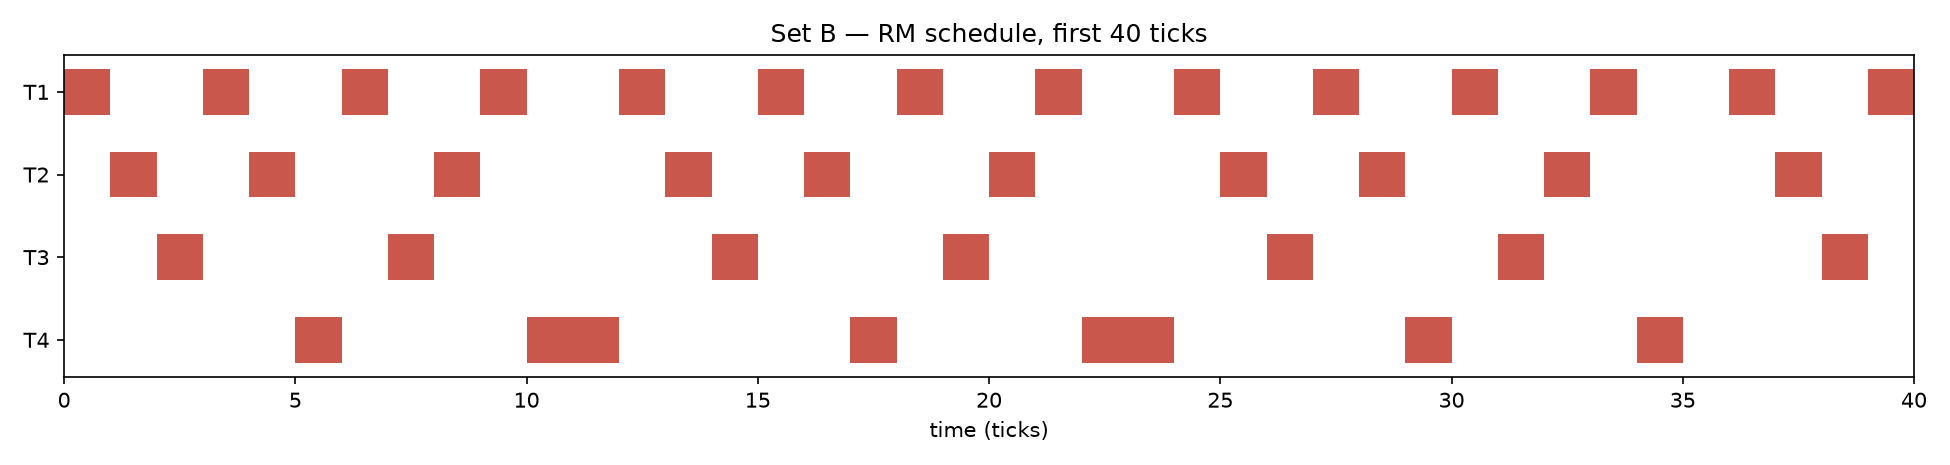 Set B — RM schedule, first 40 ticks
T1
T2
T3
T4
0 5 10 15 20 25 30 35 40
time (ticks)